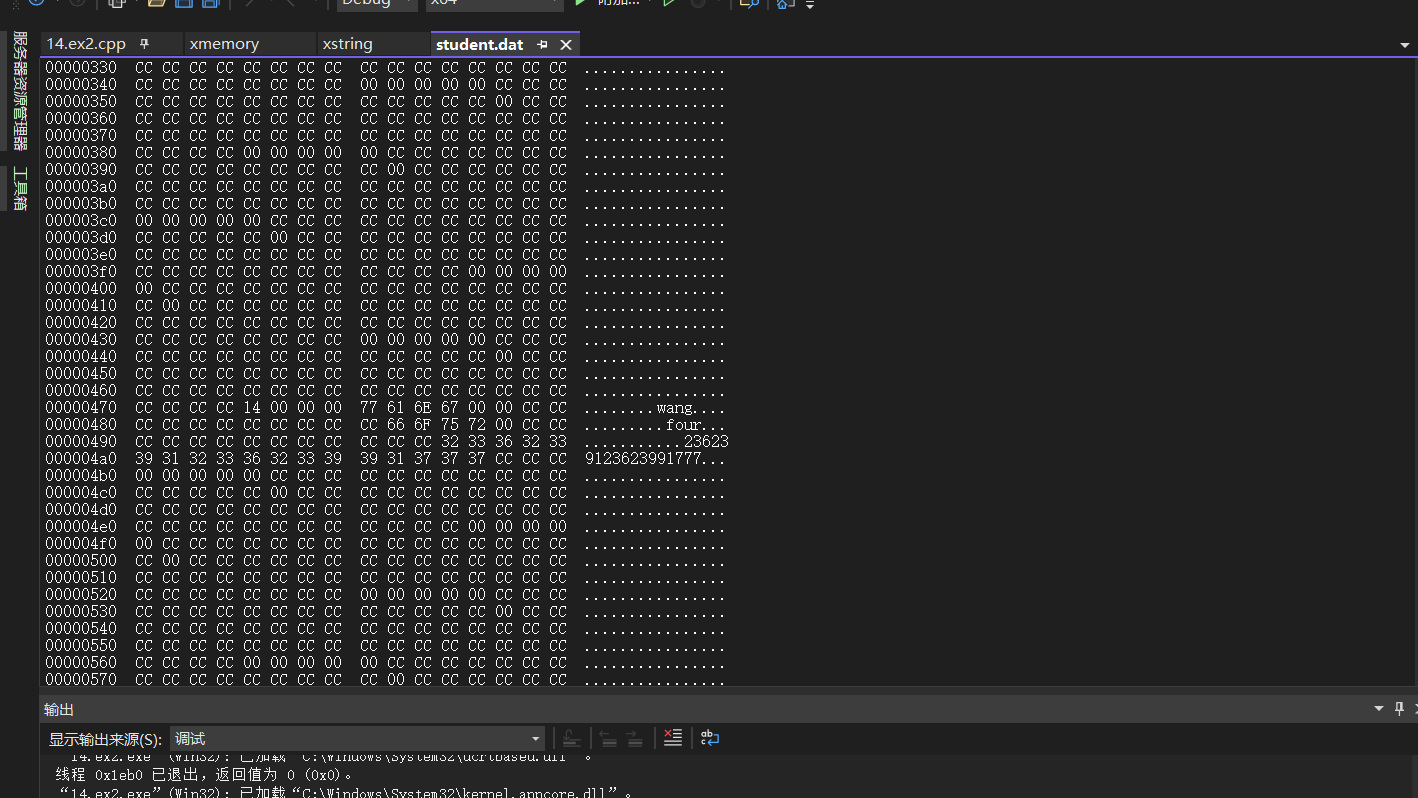 Debug x64 附加...
14.ex2.cpp xmemory xstring student.dat
服务器资源管理器
工具箱
00000330 CC CC CC CC CC CC CC CC CC CC CC CC CC CC CC CC ................
00000340 CC CC CC CC CC CC CC CC 00 00 00 00 00 CC CC CC ................
00000350 CC CC CC CC CC CC CC CC CC CC CC CC CC 00 CC CC ................
00000360 CC CC CC CC CC CC CC CC CC CC CC CC CC CC CC CC ................
00000370 CC CC CC CC CC CC CC CC CC CC CC CC CC CC CC CC ................
00000380 CC CC CC CC 00 00 00 00 00 CC CC CC CC CC CC CC ................
00000390 CC CC CC CC CC CC CC CC CC 00 CC CC CC CC CC CC ................
000003a0 CC CC CC CC CC CC CC CC CC CC CC CC CC CC CC CC ................
000003b0 CC CC CC CC CC CC CC CC CC CC CC CC CC CC CC CC ................
000003c0 00 00 00 00 00 CC CC CC CC CC CC CC CC CC CC CC ................
000003d0 CC CC CC CC CC 00 CC CC CC CC CC CC CC CC CC CC ................
000003e0 CC CC CC CC CC CC CC CC CC CC CC CC CC CC CC CC ................
000003f0 CC CC CC CC CC CC CC CC CC CC CC CC 00 00 00 00 ................
00000400 00 CC CC CC CC CC CC CC CC CC CC CC CC CC CC CC ................
00000410 CC 00 CC CC CC CC CC CC CC CC CC CC CC CC CC CC ................
00000420 CC CC CC CC CC CC CC CC CC CC CC CC CC CC CC CC ................
00000430 CC CC CC CC CC CC CC CC 00 00 00 00 00 CC CC CC ................
00000440 CC CC CC CC CC CC CC CC CC CC CC CC CC 00 CC CC ................
00000450 CC CC CC CC CC CC CC CC CC CC CC CC CC CC CC CC ................
00000460 CC CC CC CC CC CC CC CC CC CC CC CC CC CC CC CC ................
00000470 CC CC CC CC 14 00 00 00 77 61 6E 67 00 00 CC CC ........wang....
00000480 CC CC CC CC CC CC CC CC CC 66 6F 75 72 00 CC CC .........four...
00000490 CC CC CC CC CC CC CC CC CC CC CC 32 33 36 32 33 ...........23623
000004a0 39 31 32 33 36 32 33 39 39 31 37 37 37 CC CC CC 9123623991777...
000004b0 00 00 00 00 00 CC CC CC CC CC CC CC CC CC CC CC ................
000004c0 CC CC CC CC CC 00 CC CC CC CC CC CC CC CC CC CC ................
000004d0 CC CC CC CC CC CC CC CC CC CC CC CC CC CC CC CC ................
000004e0 CC CC CC CC CC CC CC CC CC CC CC CC 00 00 00 00 ................
000004f0 00 CC CC CC CC CC CC CC CC CC CC CC CC CC CC CC ................
00000500 CC 00 CC CC CC CC CC CC CC CC CC CC CC CC CC CC ................
00000510 CC CC CC CC CC CC CC CC CC CC CC CC CC CC CC CC ................
00000520 CC CC CC CC CC CC CC CC 00 00 00 00 00 CC CC CC ................
00000530 CC CC CC CC CC CC CC CC CC CC CC CC CC 00 CC CC ................
00000540 CC CC CC CC CC CC CC CC CC CC CC CC CC CC CC CC ................
00000550 CC CC CC CC CC CC CC CC CC CC CC CC CC CC CC CC ................
00000560 CC CC CC CC 00 00 00 00 00 CC CC CC CC CC CC CC ................
00000570 CC CC CC CC CC CC CC CC CC 00 CC CC CC CC CC CC ................
输出
显示输出来源(S): 调试
“14.ex2.exe”(Win32): 已加载“C:\Windows\System32\ucrtbased.dll”。
线程 0x1eb0 已退出，返回值为 0 (0x0)。
“14.ex2.exe”(Win32): 已加载“C:\Windows\System32\kernel.appcore.dll”。